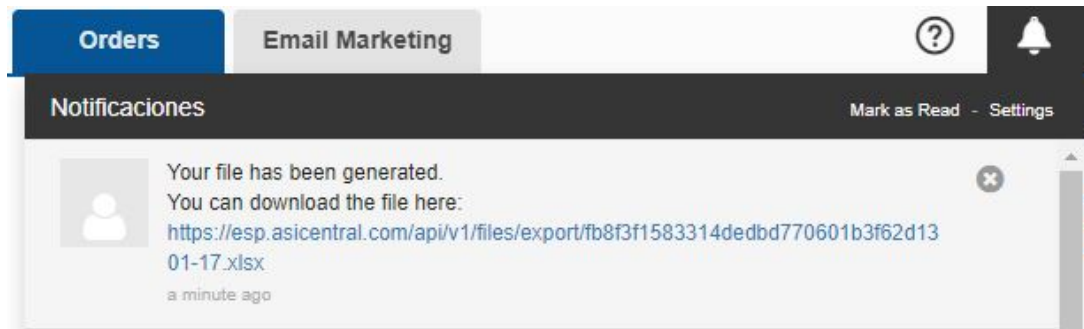 Orders Email Marketing
Notificaciones Mark as Read - Settings
Your file has been generated.
You can download the file here:
https://esp.asicentral.com/api/v1/files/export/fb8f3f1583314dedbd770601b3f62d13
01-17.xlsx
a minute ago